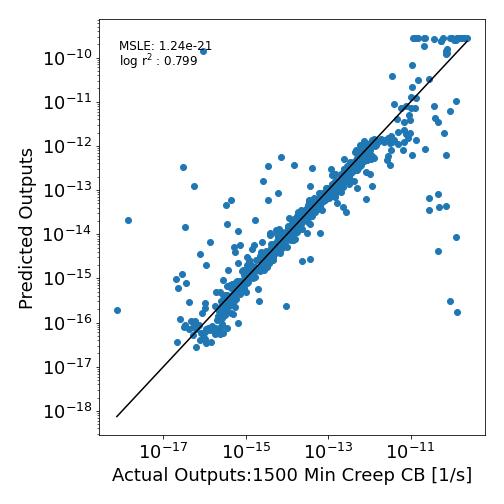 MSLE: 1.24e-21
log r² : 0.799
10⁻¹⁰
10⁻¹¹
10⁻¹²
10⁻¹³
10⁻¹⁴
10⁻¹⁵
10⁻¹⁶
10⁻¹⁷
10⁻¹⁸
Predicted Outputs
10⁻¹⁷ 10⁻¹⁵ 10⁻¹³ 10⁻¹¹
Actual Outputs:1500 Min Creep CB [1/s]